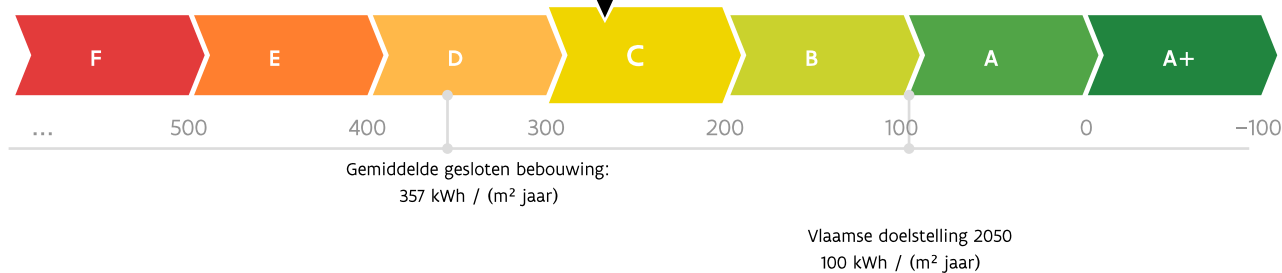 F E D C B A A+
... 500 400 300 200 100 0 −100
Gemiddelde gesloten bebouwing:
357 kWh / (m² jaar)
Vlaamse doelstelling 2050
100 kWh / (m² jaar)